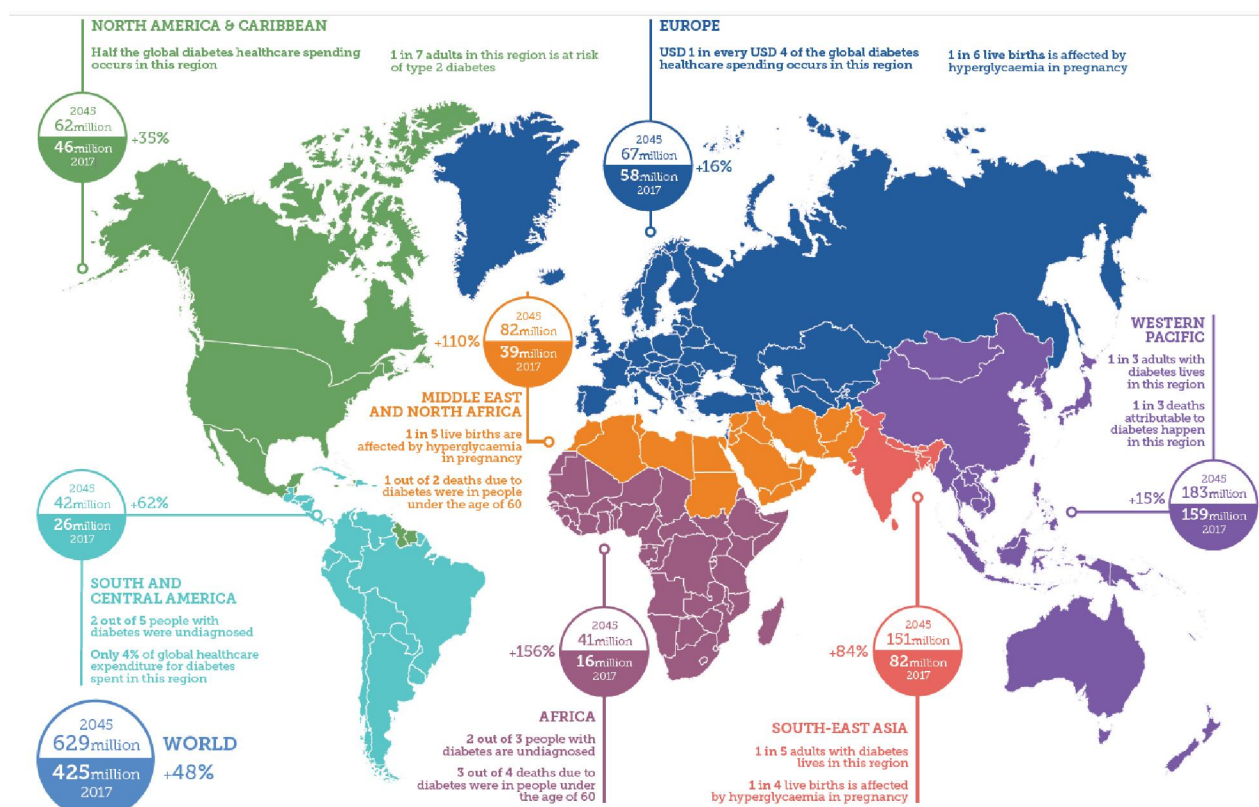 NORTH AMERICA & CARIBBEAN
Half the global diabetes healthcare spending
occurs in this region
1 in 7 adults in this region is at risk
of type 2 diabetes
2045
62million
46million
2017
+35%
EUROPE
USD 1 in every USD 4 of the global diabetes
healthcare spending occurs in this region
1 in 6 live births is affected by
hyperglycaemia in pregnancy
2045
67million
58million
2017
+16%
2045
82million
39million
2017
+110%
MIDDLE EAST
AND NORTH AFRICA
1 in 5 live births are
affected by hyperglycaemia
in pregnancy
1 out of 2 deaths due to
diabetes were in people
under the age of 60
WESTERN
PACIFIC
1 in 3 adults with
diabetes lives
in this region
1 in 3 deaths
attributable to
diabetes happen
in this region
2045
183million
159million
2017
+15%
2045
42million
26million
2017
+62%
SOUTH AND
CENTRAL AMERICA
2 out of 5 people with
diabetes were undiagnosed
Only 4% of global healthcare
expenditure for diabetes
spent in this region
2045
41million
16million
2017
+156%
AFRICA
2 out of 3 people with
diabetes are undiagnosed
3 out of 4 deaths due to
diabetes were in people under
the age of 60
2045
151million
82million
2017
+84%
SOUTH-EAST ASIA
1 in 5 adults with diabetes
lives in this region
1 in 4 live births is affected
by hyperglycaemia in pregnancy
2045
629million
425million
2017
WORLD
+48%